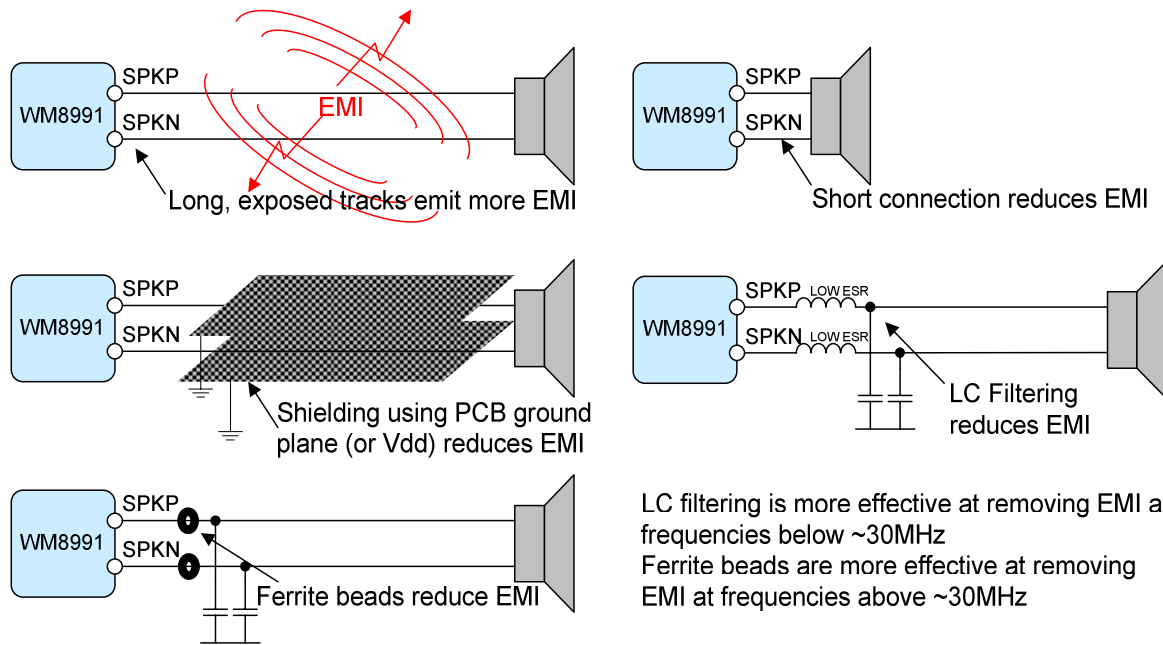 SPKP
WM8991
EMI
SPKN
Long, exposed tracks emit more EMI
SPKP
WM8991
SPKN
Short connection reduces EMI
SPKP
WM8991
SPKN
Shielding using PCB ground
plane (or Vdd) reduces EMI
SPKP
LOW ESR
WM8991
SPKN
LOW ESR
LC Filtering
reduces EMI
SPKP
WM8991
SPKN
Ferrite beads reduce EMI
LC filtering is more effective at removing EMI at
frequencies below ~30MHz
Ferrite beads are more effective at removing
EMI at frequencies above ~30MHz